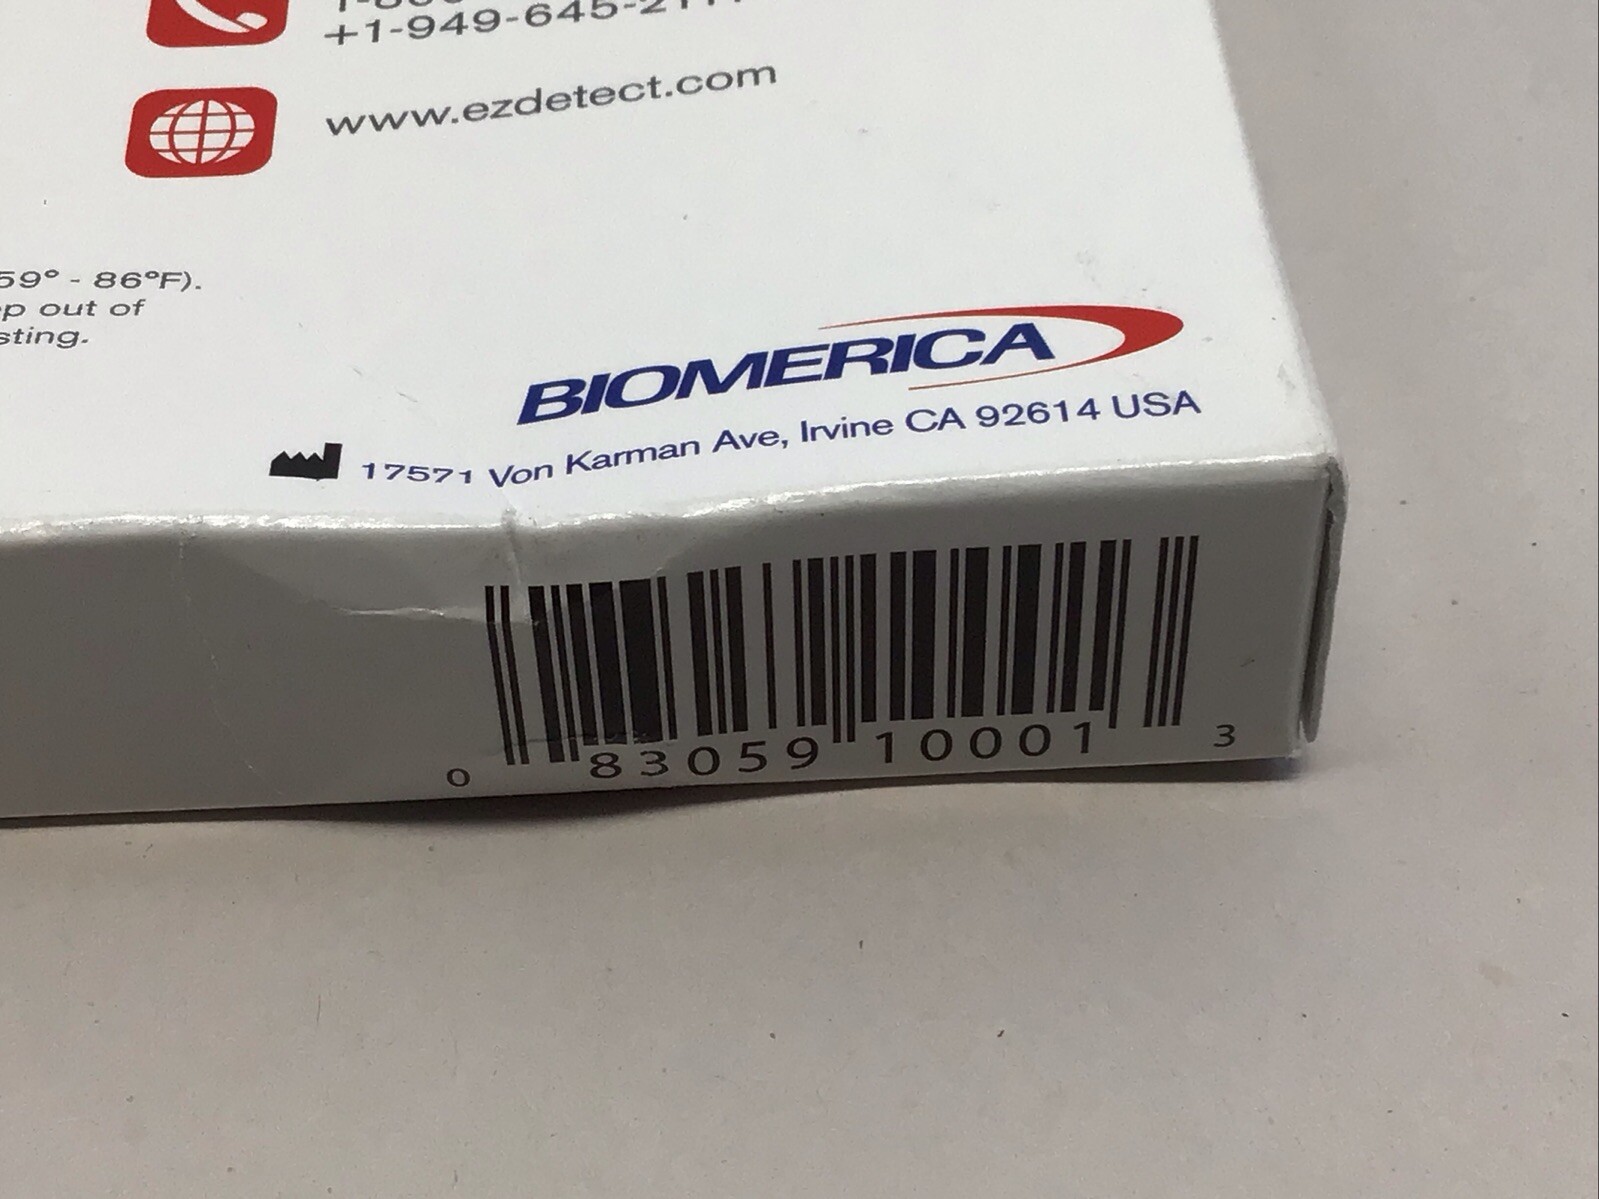 +1-949-645-2111
www.ezdetect.com
59° - 86°F).
out of
BIOMERICA
17571 Von Karman Ave, Irvine CA 92614 USA
0 83059 10001 3